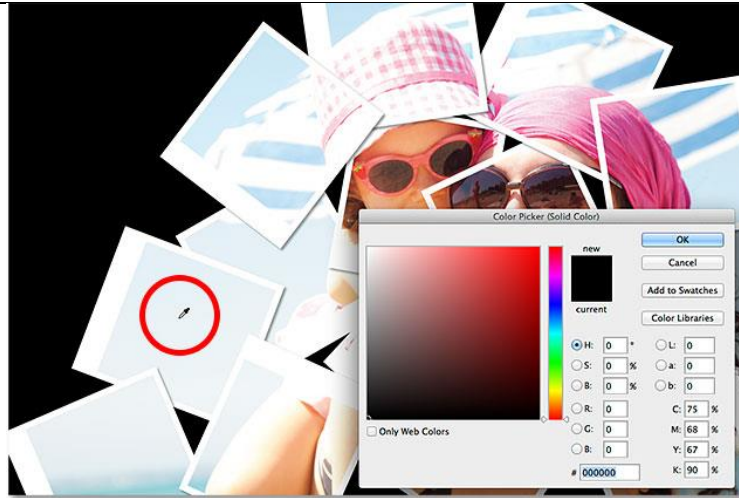 Color Picker (Solid Color)
new
current
OK
Cancel
Add to Swatches
Color Libraries
H: 0 °
L: 0
S: 0 %
a: 0
B: 0 %
b: 0
R: 0
C: 75 %
G: 0
M: 68 %
B: 0
Y: 67 %
# 000000
K: 90 %
Only Web Colors